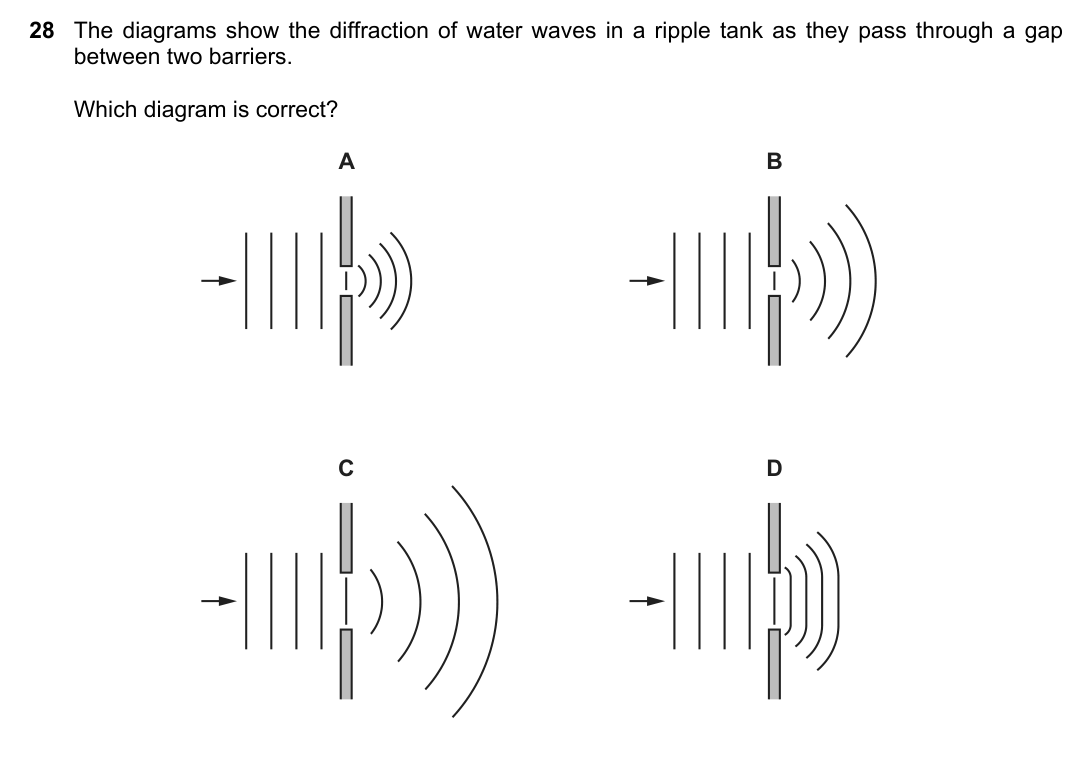 28 The diagrams show the diffraction of water waves in a ripple tank as they pass through a gap
between two barriers.
Which diagram is correct?
A
B
C
D